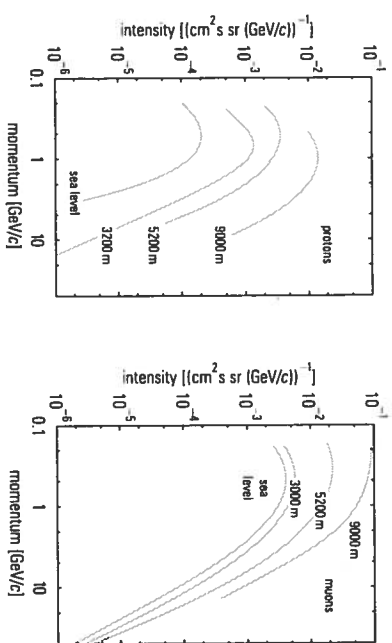 intensity [(cm² s sr (GeV/c))⁻¹]
10⁻¹
10⁻²
10⁻³
10⁻⁴
10⁻⁵
10⁻⁶
0.1
1
10
momentum [GeV/c]
protons
9000 m
5200 m
3200 m
sea level
intensity [(cm² s sr (GeV/c))⁻¹]
10⁻¹
10⁻²
10⁻³
10⁻⁴
10⁻⁵
10⁻⁶
0.1
1
10
momentum [GeV/c]
muons
9000 m
5200 m
3000 m
sea
level